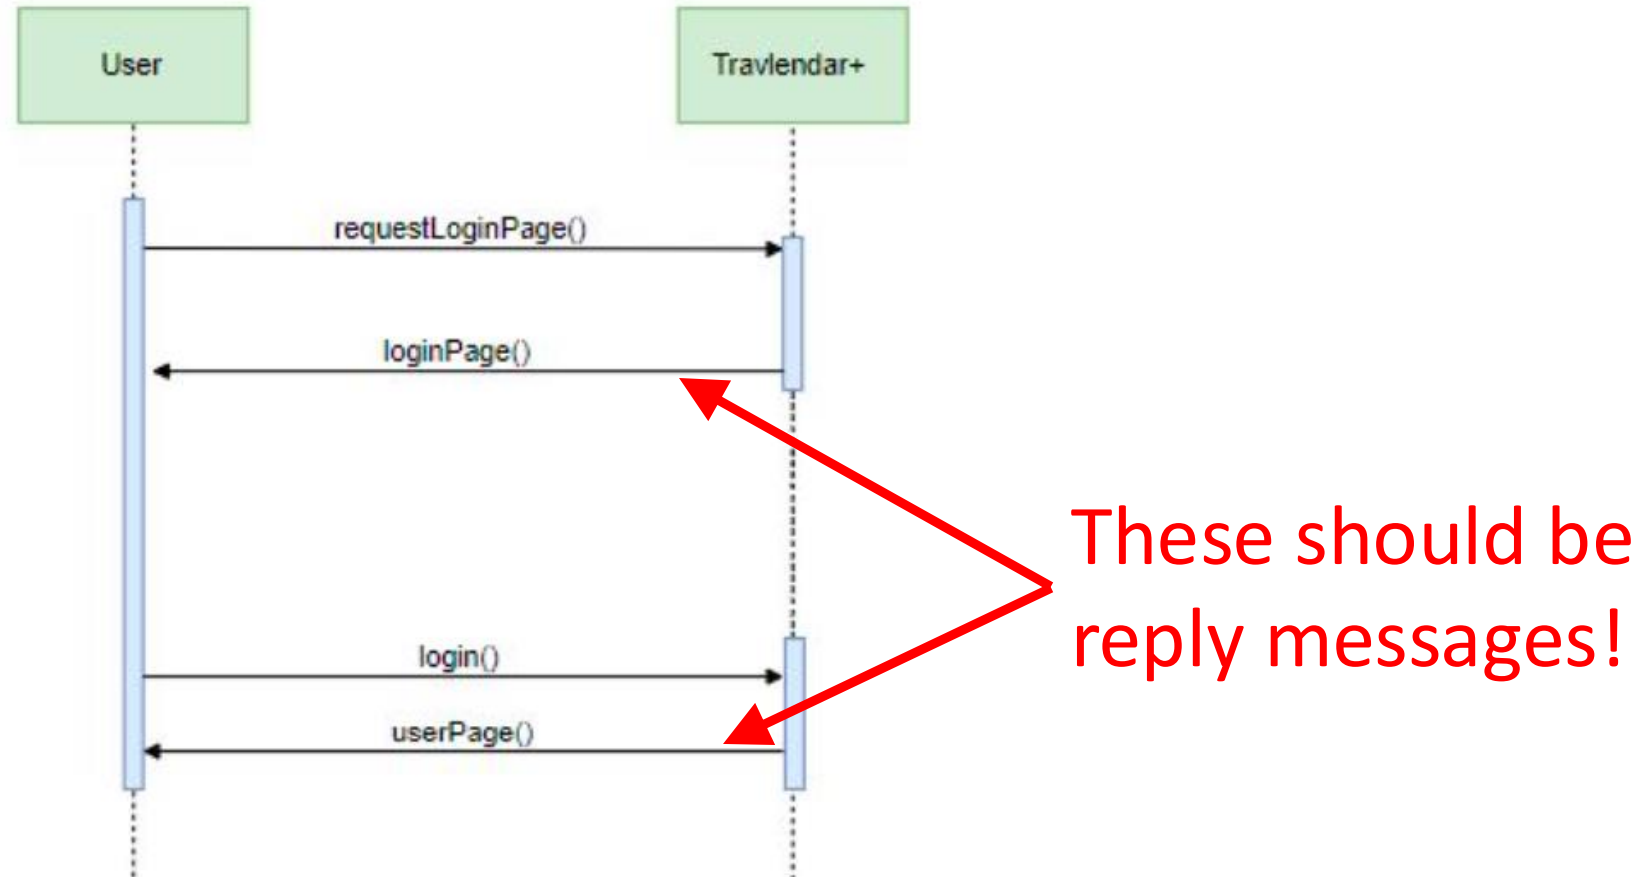 User
Travlendar+
requestLoginPage()
loginPage()
These should be
reply messages!
login()
userPage()